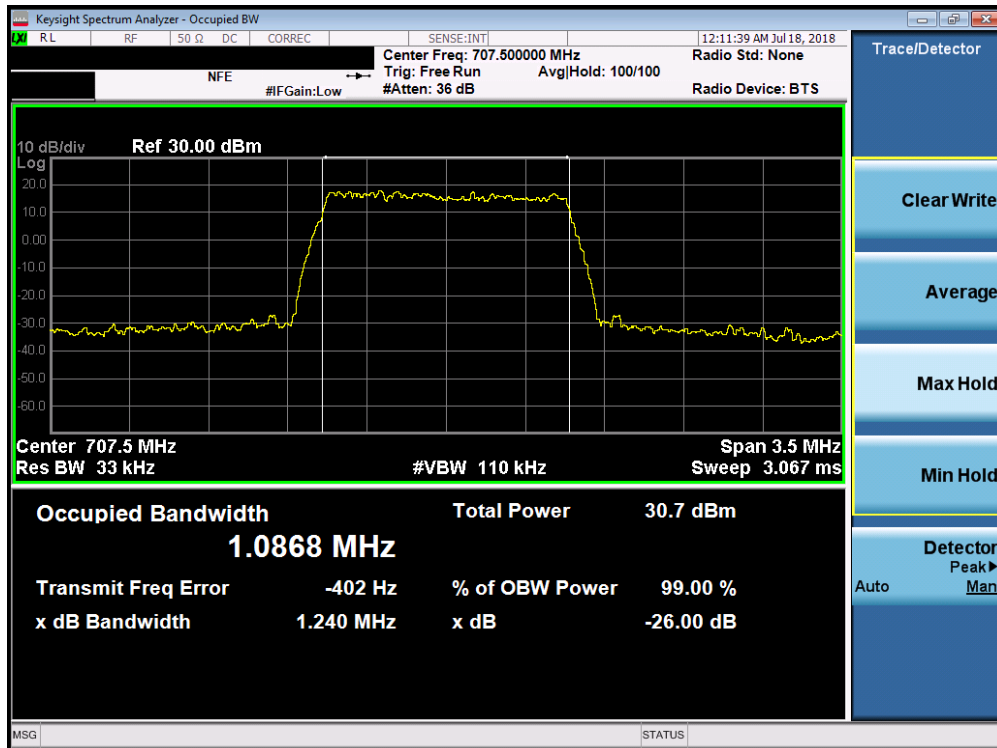 Keysight Spectrum Analyzer - Occupied BW
LXI RL RF 50 Ω DC CORREC SENSE:INT 12:11:39 AM Jul 18, 2018
Center Freq: 707.500000 MHz Radio Std: None
NFE Trig: Free Run Avg|Hold: 100/100
#IFGain:Low #Atten: 36 dB Radio Device: BTS
Trace/Detector
10 dB/div Ref 30.00 dBm
Log
20.0
10.0
0.00
-10.0
-20.0
-30.0
-40.0
-50.0
-60.0
Center 707.5 MHz Span 3.5 MHz
Res BW 33 kHz #VBW 110 kHz Sweep 3.067 ms
Occupied Bandwidth Total Power 30.7 dBm
1.0868 MHz
Transmit Freq Error -402 Hz % of OBW Power 99.00 %
x dB Bandwidth 1.240 MHz x dB -26.00 dB
Clear Write
Average
Max Hold
Min Hold
Detector
Peak▶
Auto Man
MSG STATUS